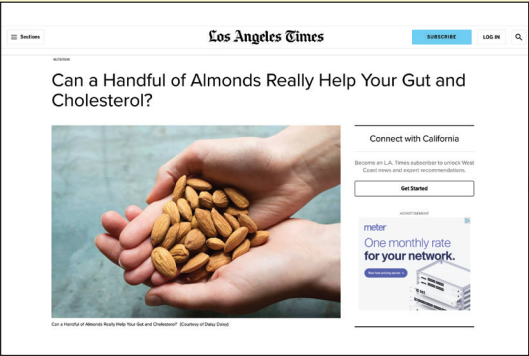 Sections
Los Angeles Times
SUBSCRIBE
LOG IN
NUTRITION
Can a Handful of Almonds Really Help Your Gut and
Cholesterol?
Connect with California
Become an L.A. Times subscriber to unlock West
Coast news and expert recommendations.
Get Started
ADVERTISEMENT
meter
One monthly rate
for your network.
Can a Handful of Almonds Really Help Your Gut and Cholesterol? (Courtesy of Daisy Daisy)